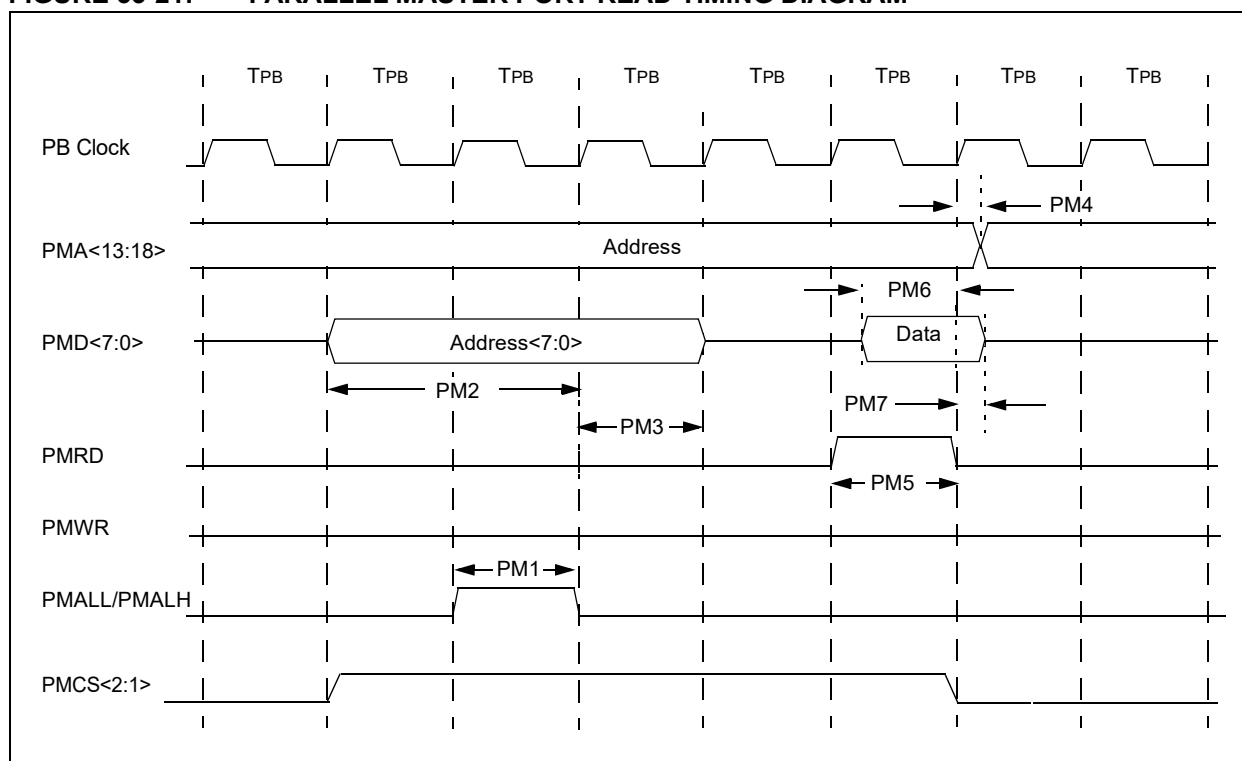 FIGURE 33-21: PARALLEL MASTER PORT READ TIMING DIAGRAM
TPB TPB TPB TPB TPB TPB TPB TPB
PB Clock
PM4
PMA<13:18>
Address
PM6
PMD<7:0>
Address<7:0>
Data
PM2
PM7
PM3
PMRD
PM5
PMWR
PM1
PMALL/PMALH
PMCS<2:1>